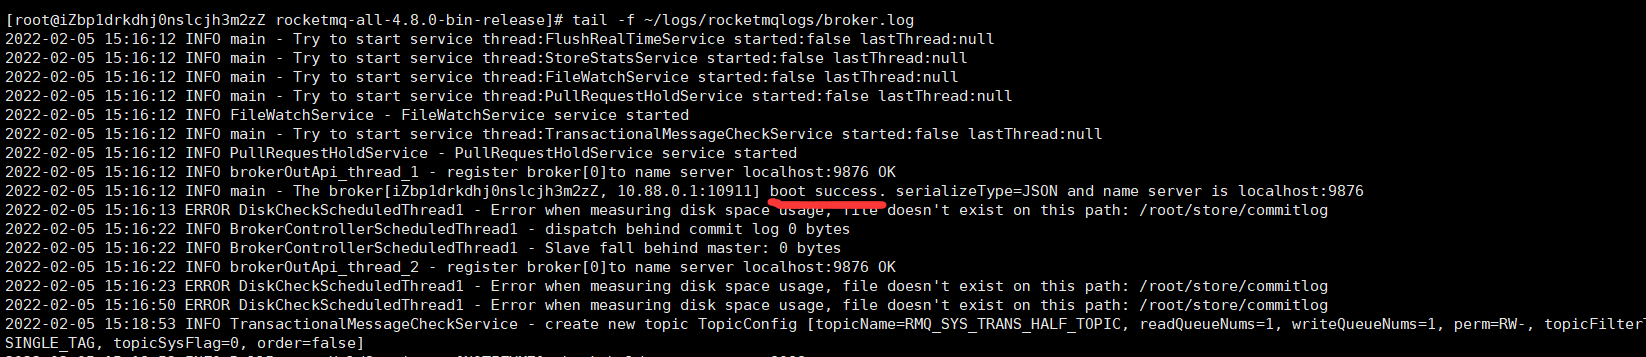 [root@iZbp1drkdhj0nslcjh3m2zZ rocketmq-all-4.8.0-bin-release]# tail -f ~/logs/rocketmqlogs/broker.log
2022-02-05 15:16:12 INFO main - Try to start service thread:FlushRealTimeService started:false lastThread:null
2022-02-05 15:16:12 INFO main - Try to start service thread:StoreStatsService started:false lastThread:null
2022-02-05 15:16:12 INFO main - Try to start service thread:FileWatchService started:false lastThread:null
2022-02-05 15:16:12 INFO main - Try to start service thread:PullRequestHoldService started:false lastThread:null
2022-02-05 15:16:12 INFO FileWatchService - FileWatchService service started
2022-02-05 15:16:12 INFO main - Try to start service thread:TransactionalMessageCheckService started:false lastThread:null
2022-02-05 15:16:12 INFO PullRequestHoldService - PullRequestHoldService service started
2022-02-05 15:16:12 INFO brokerOutApi_thread_1 - register broker[0]to name server localhost:9876 OK
2022-02-05 15:16:12 INFO main - The broker[iZbp1drkdhj0nslcjh3m2zZ, 10.88.0.1:10911] boot success. serializeType=JSON and name server is localhost:9876
2022-02-05 15:16:13 ERROR DiskCheckScheduledThread1 - Error when measuring disk space usage, file doesn't exist on this path: /root/store/commitlog
2022-02-05 15:16:22 INFO BrokerControllerScheduledThread1 - dispatch behind commit log 0 bytes
2022-02-05 15:16:22 INFO BrokerControllerScheduledThread1 - Slave fall behind master: 0 bytes
2022-02-05 15:16:22 INFO brokerOutApi_thread_2 - register broker[0]to name server localhost:9876 OK
2022-02-05 15:16:23 ERROR DiskCheckScheduledThread1 - Error when measuring disk space usage, file doesn't exist on this path: /root/store/commitlog
2022-02-05 15:16:50 ERROR DiskCheckScheduledThread1 - Error when measuring disk space usage, file doesn't exist on this path: /root/store/commitlog
2022-02-05 15:18:53 INFO TransactionalMessageCheckService - create new topic TopicConfig [topicName=RMQ_SYS_TRANS_HALF_TOPIC, readQueueNums=1, writeQueueNums=1, perm=RW-, topicFilterT
SINGLE_TAG, topicSysFlag=0, order=false]